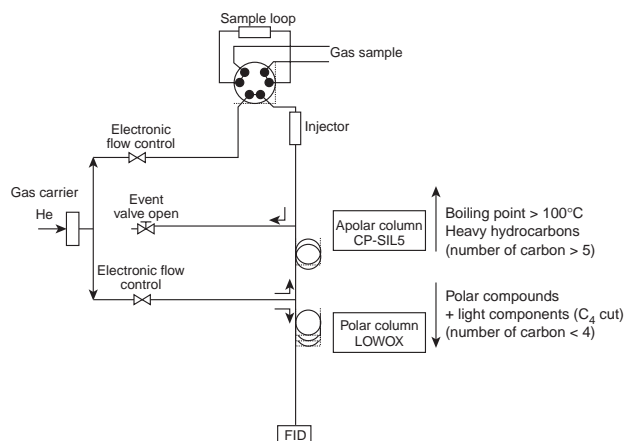 Sample loop
Gas sample
Injector
Electronic
flow control
Gas carrier
He
Event
valve open
Apolar column
CP-SIL5
Boiling point > 100°C
Heavy hydrocarbons
(number of carbon > 5)
Electronic flow
control
Polar column
LOWOX
Polar compounds
+ light components (C4 cut)
(number of carbon < 4)
FID